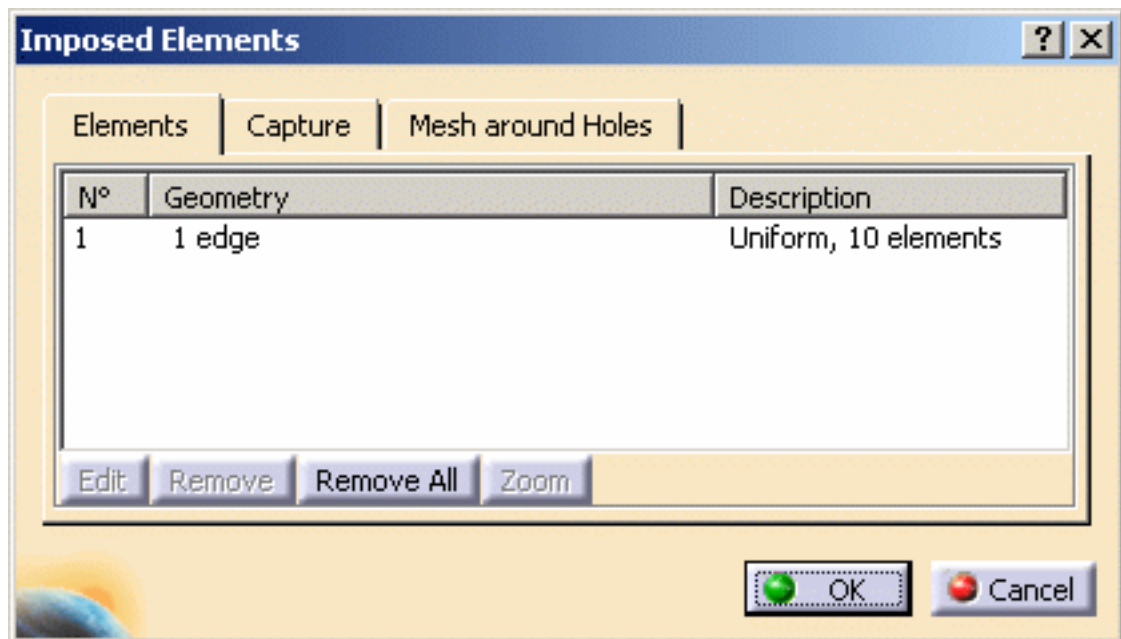 Imposed Elements
Elements Capture Mesh around Holes
Nº Geometry Description
1 1 edge Uniform, 10 elements
Edit Remove Remove All Zoom
OK Cancel